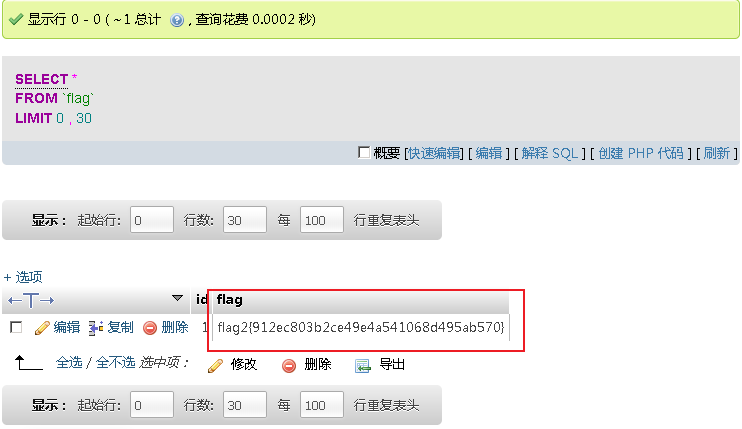 显示行 0 - 0 ( ~1 总计 , 查询花费 0.0002 秒)
SELECT *
FROM `flag`
LIMIT 0 , 30
概要 [快速编辑] [ 编辑 ] [ 解释 SQL ] [ 创建 PHP 代码 ] [ 刷新 ]
显示： 起始行: 0 行数: 30 每 100 行重复表头
+ 选项
←T→ id flag
编辑 复制 删除 1 flag2{912ec803b2ce49e4a541068d495ab570}
全选 / 全不选 选中项： 修改 删除 导出
显示： 起始行: 0 行数: 30 每 100 行重复表头